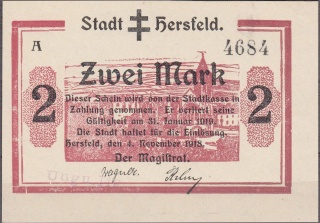 Stadt Hersfeld.
A 4684
Zwei Mark
2 2
Dieser Schein wird von der Stadtkasse in
Zahlung genommen. Er verliert seine
Gültigkeit am 31. Januar 1919.
Die Stadt haftet für die Einlösung.
Hersfeld, den 4. November 1918.
Der Magistrat.